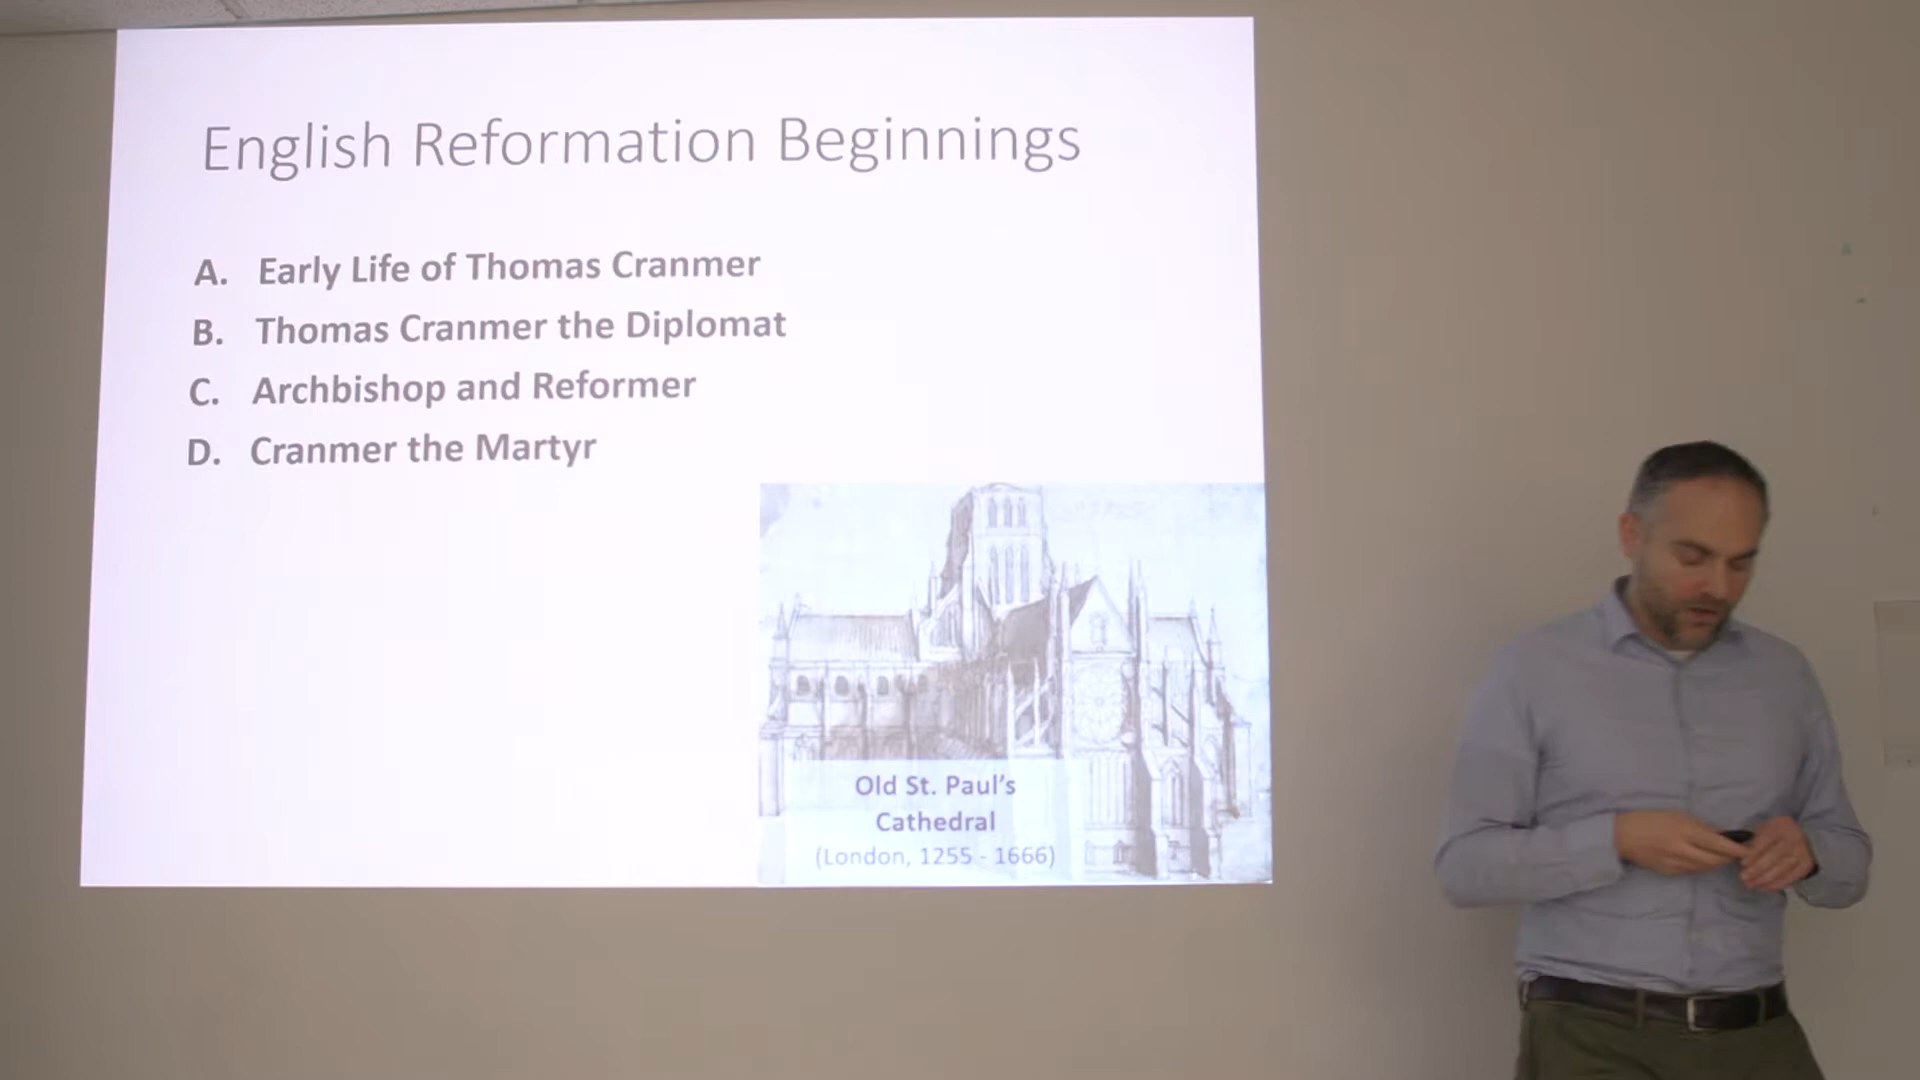 English Reformation Beginnings
A. Early Life of Thomas Cranmer
B. Thomas Cranmer the Diplomat
C. Archbishop and Reformer
D. Cranmer the Martyr
Old St. Paul's
Cathedral
(London, 1255 - 1666)